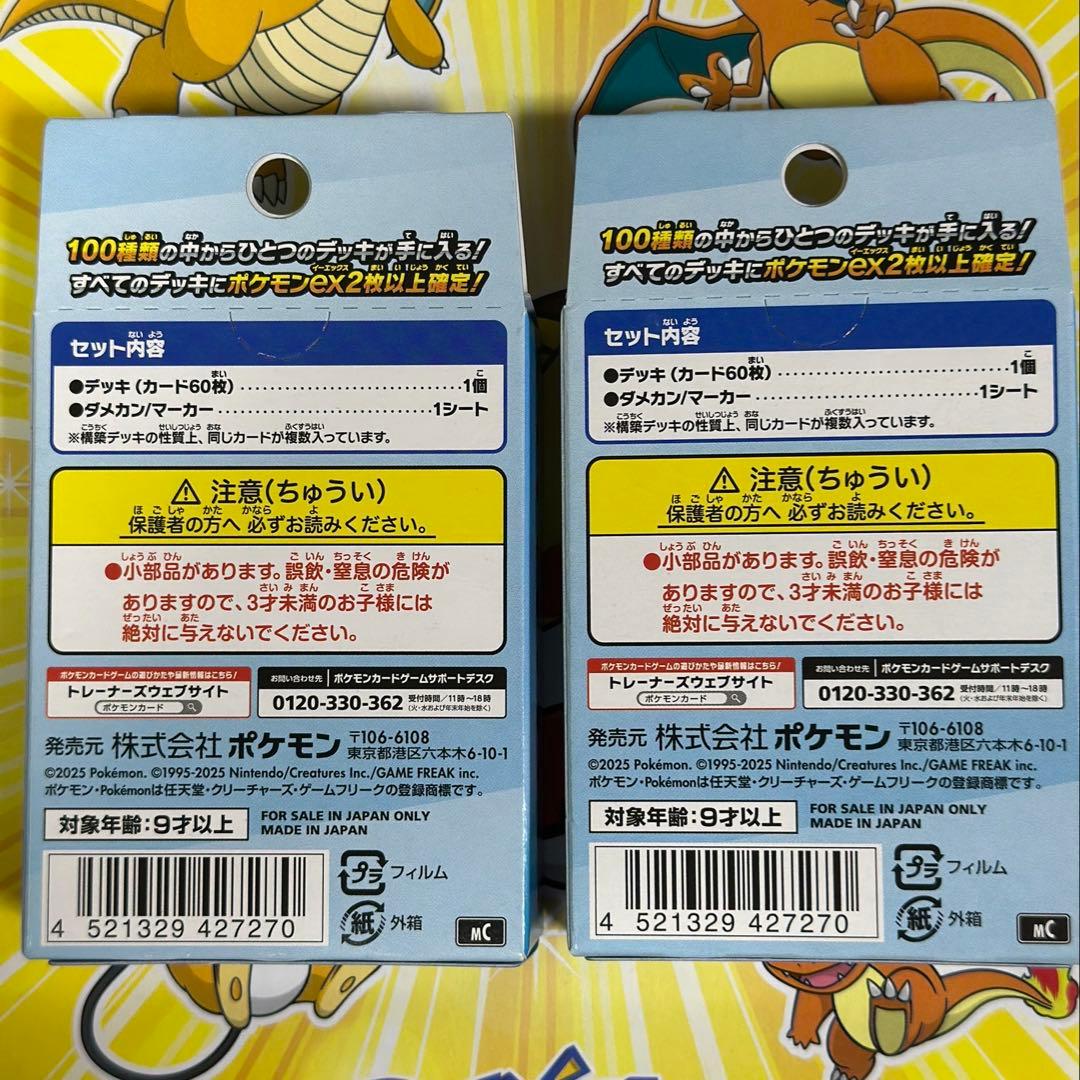 100種類の中からひとつのデッキが手に入る!
すべてのデッキにポケモンex2枚以上確定!
セット内容
●デッキ(カード60枚)..............................1個
●ダメカン/マーカー..............................1シート
※構築デッキの性質上、同じカードが複数入っています。
⚠ 注意(ちゅうい)
保護者の方へ 必ずお読みください。
●小部品があります。誤飲・窒息の危険が
ありますので、3才未満のお子様には
絶対に与えないでください。
ポケモンカードゲームの遊びかたや最新情報はこちら!
トレーナーズウェブサイト
ポケモンカード
お問い合わせ先 ポケモンカードゲームサポートデスク
0120-330-362 受付時間/11時~18時
(火・水および年末年始を除く)
発売元 株式会社 ポケモン 〒106-6108
東京都港区六本木6-10-1
©2025 Pokémon. ©1995-2025 Nintendo/Creatures Inc./GAME FREAK inc.
ポケモン・Pokémonは任天堂・クリーチャーズ・ゲームフリークの登録商標です。
対象年齢:9才以上
FOR SALE IN JAPAN ONLY
MADE IN JAPAN
4 521329 427270
プラ フィルム
紙 外箱
MC
100種類の中からひとつのデッキが手に入る!
すべてのデッキにポケモンex2枚以上確定!
セット内容
●デッキ(カード60枚)..............................1個
●ダメカン/マーカー..............................1シート
※構築デッキの性質上、同じカードが複数入っています。
⚠ 注意(ちゅうい)
保護者の方へ 必ずお読みください。
●小部品があります。誤飲・窒息の危険が
ありますので、3才未満のお子様には
絶対に与えないでください。
ポケモンカードゲームの遊びかたや最新情報はこちら!
トレーナーズウェブサイト
ポケモンカード
お問い合わせ先 ポケモンカードゲームサポートデスク
0120-330-362 受付時間/11時~18時
(火・水および年末年始を除く)
発売元 株式会社 ポケモン 〒106-6108
東京都港区六本木6-10-1
©2025 Pokémon. ©1995-2025 Nintendo/Creatures Inc./GAME FREAK inc.
ポケモン・Pokémonは任天堂・クリーチャーズ・ゲームフリークの登録商標です。
対象年齢:9才以上
FOR SALE IN JAPAN ONLY
MADE IN JAPAN
4 521329 427270
プラ フィルム
紙 外箱
MC